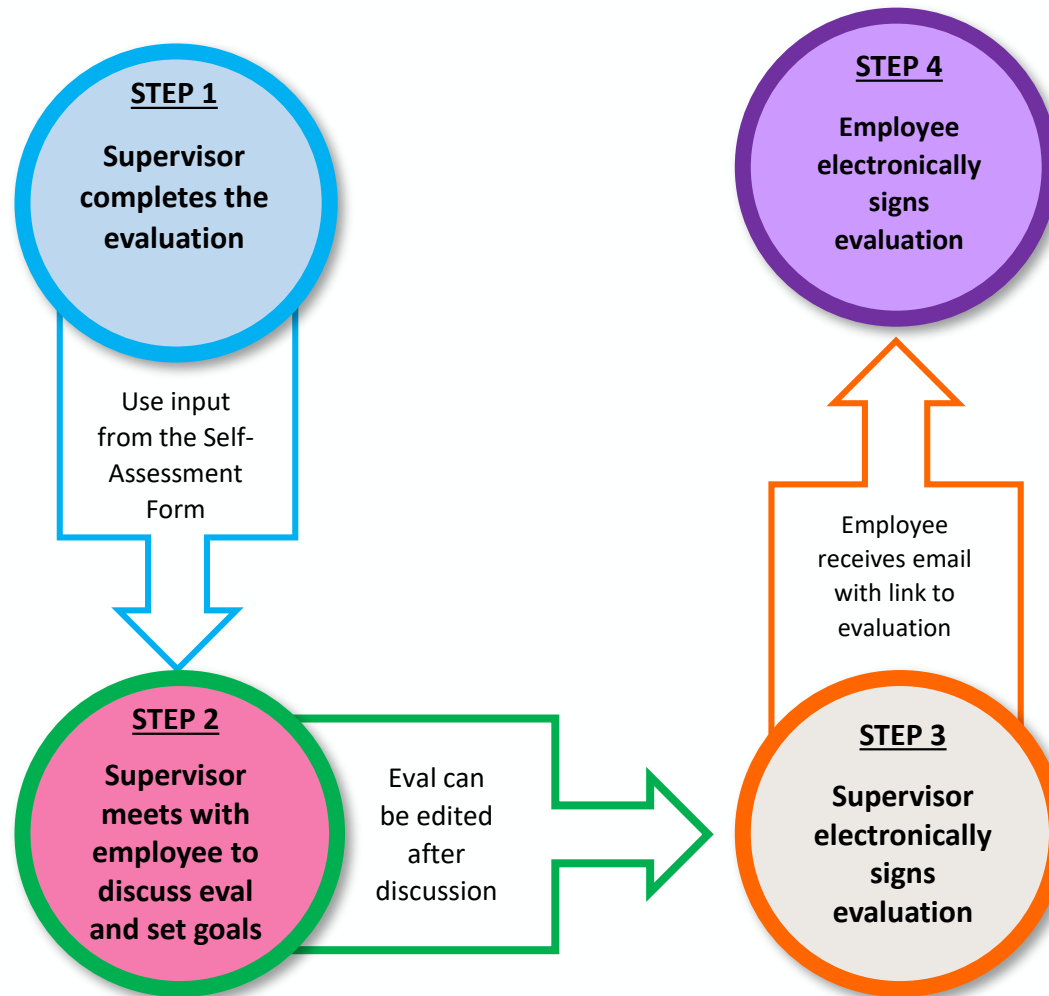 STEP 1
Supervisor
completes the
evaluation
Use input
from the Self-
Assessment
Form
STEP 2
Supervisor
meets with
employee to
discuss eval
and set goals
Eval can
be edited
after
discussion
STEP 3
Supervisor
electronically
signs
evaluation
Employee
receives email
with link to
evaluation
STEP 4
Employee
electronically
signs
evaluation